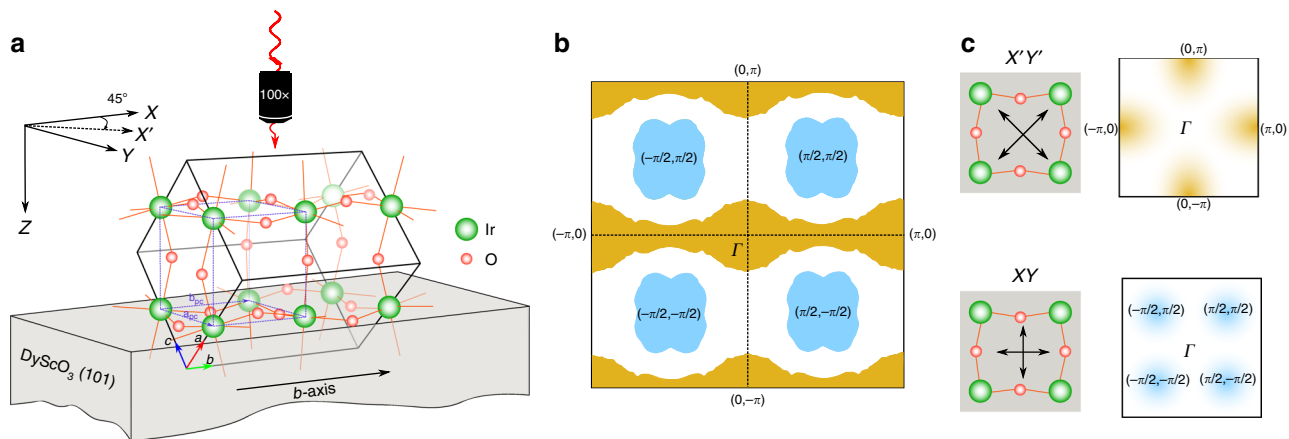 a
45°
X
X′
Y
Z
100×
Ir
O
b_pc
a_pc
c
a
b
DyScO₃ (101)
b-axis
b
(0,π)
(−π/2,π/2)
(π/2,π/2)
(−π,0)
Γ
(π,0)
(−π/2,−π/2)
(π/2,−π/2)
(0,−π)
c
X′Y′
(0,π)
(−π,0)
Γ
(π,0)
(0,−π)
XY
(−π/2,π/2)
(π/2,π/2)
Γ
(−π/2,−π/2)
(π/2,−π/2)